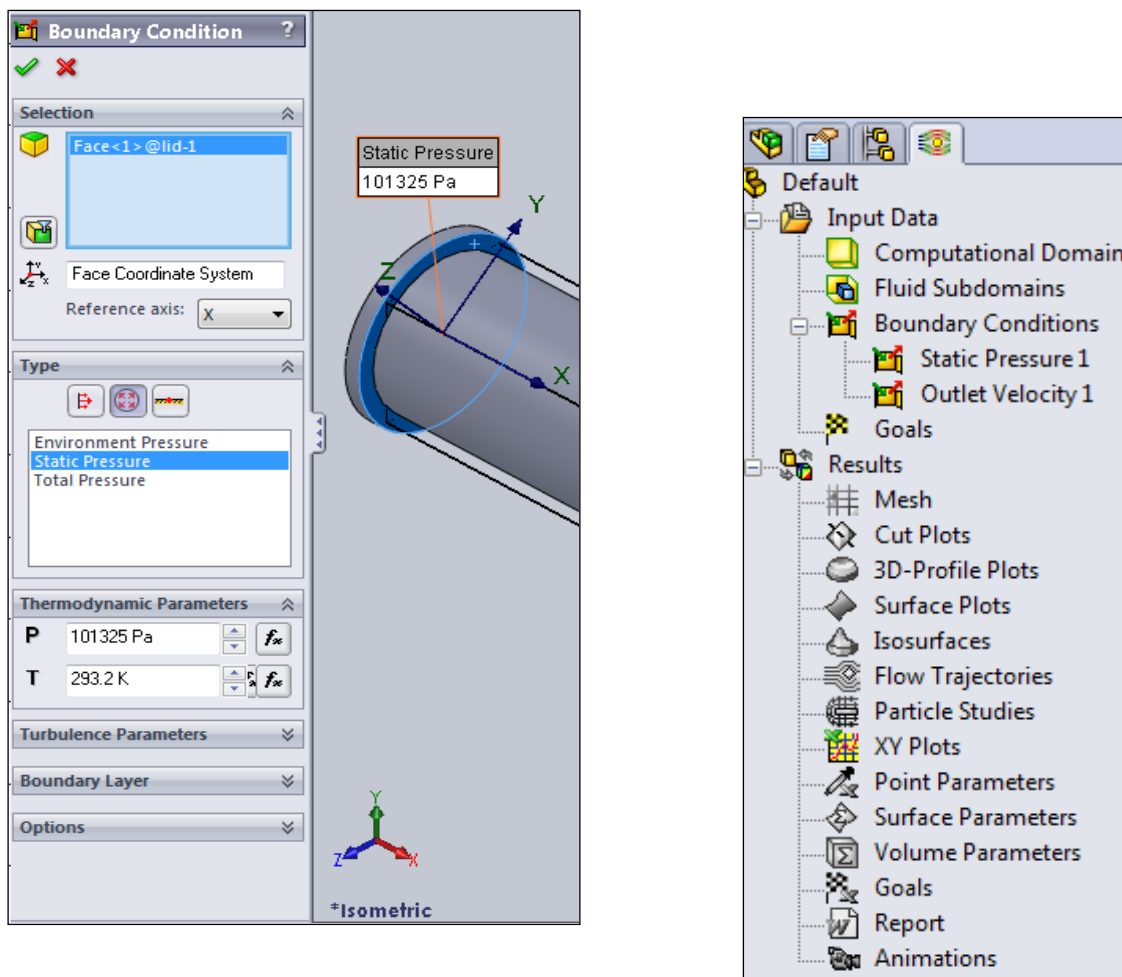 Boundary Condition ?
Selection
Face<1>@lid-1
Face Coordinate System
Reference axis: X
Type
Environment Pressure
Static Pressure
Total Pressure
Thermodynamic Parameters
P 101325 Pa
T 293.2 K
Turbulence Parameters
Boundary Layer
Options
Static Pressure
101325 Pa
Y
Z
X
Y
Z X
*Isometric
Default
Input Data
Computational Domain
Fluid Subdomains
Boundary Conditions
Static Pressure 1
Outlet Velocity 1
Goals
Results
Mesh
Cut Plots
3D-Profile Plots
Surface Plots
Isosurfaces
Flow Trajectories
Particle Studies
XY Plots
Point Parameters
Surface Parameters
Volume Parameters
Goals
Report
Animations